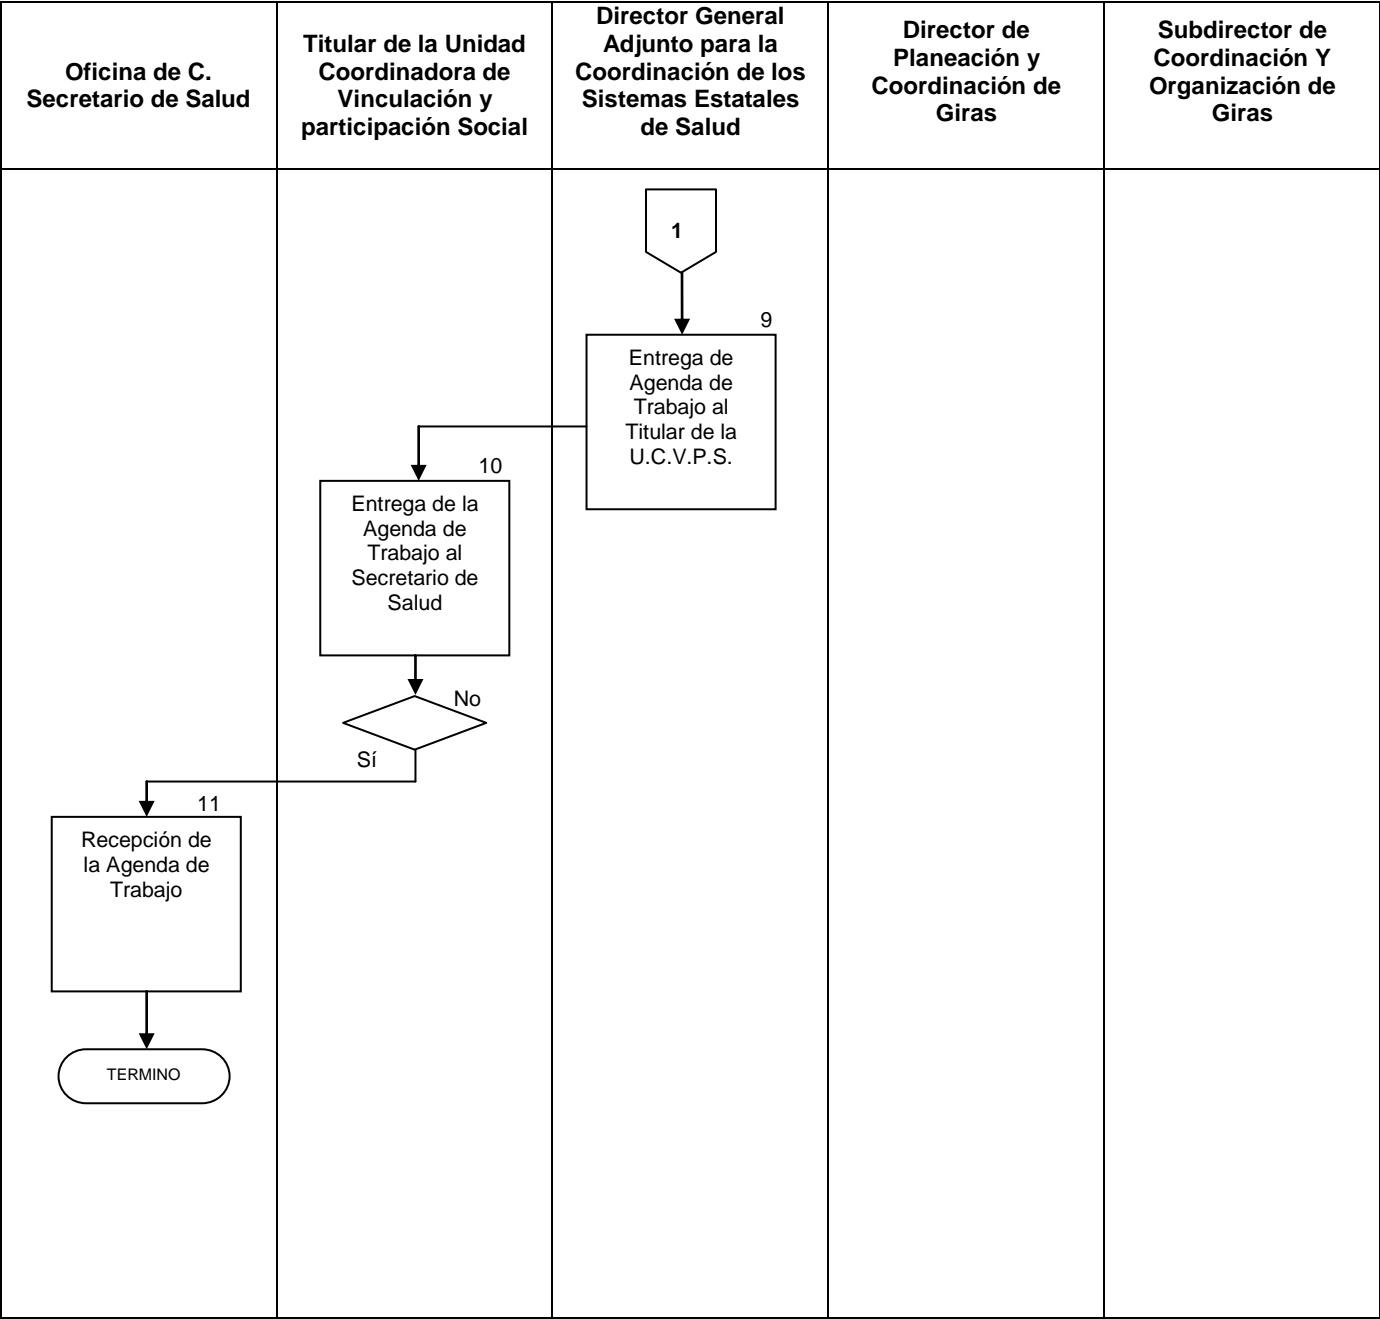 Oficina de C.
Secretario de Salud
Titular de la Unidad
Coordinadora de
Vinculación y
participación Social
Director General
Adjunto para la
Coordinación de los
Sistemas Estatales
de Salud
Director de
Planeación y
Coordinación de
Giras
Subdirector de
Coordinación Y
Organización de
Giras
1
9
Entrega de
Agenda de
Trabajo al
Titular de la
U.C.V.P.S.
10
Entrega de la
Agenda de
Trabajo al
Secretario de
Salud
No
Sí
11
Recepción de
la Agenda de
Trabajo
TERMINO